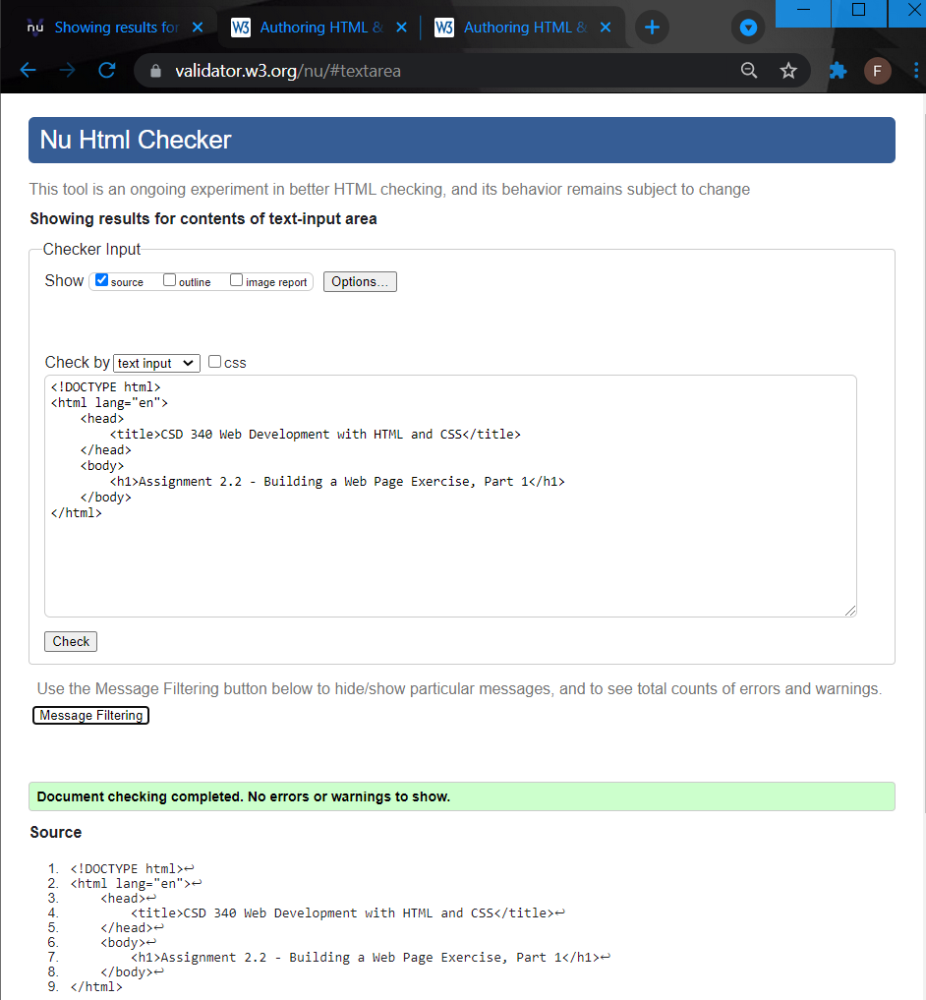 nu Showing results for W3 Authoring HTML & W3 Authoring HTML &
validator.w3.org/nu/#textarea F
Nu Html Checker
This tool is an ongoing experiment in better HTML checking, and its behavior remains subject to change
Showing results for contents of text-input area
Checker Input
Show source outline image report Options...
Check by text input css
<!DOCTYPE html>
<html lang="en">
<head>
<title>CSD 340 Web Development with HTML and CSS</title>
</head>
<body>
<h1>Assignment 2.2 - Building a Web Page Exercise, Part 1</h1>
</body>
</html>
Check
Use the Message Filtering button below to hide/show particular messages, and to see total counts of errors and warnings.
Message Filtering
Document checking completed. No errors or warnings to show.
Source
1. <!DOCTYPE html>↩
2. <html lang="en">↩
3. <head>↩
4. <title>CSD 340 Web Development with HTML and CSS</title>↩
5. </head>↩
6. <body>↩
7. <h1>Assignment 2.2 - Building a Web Page Exercise, Part 1</h1>↩
8. </body>↩
9. </html>